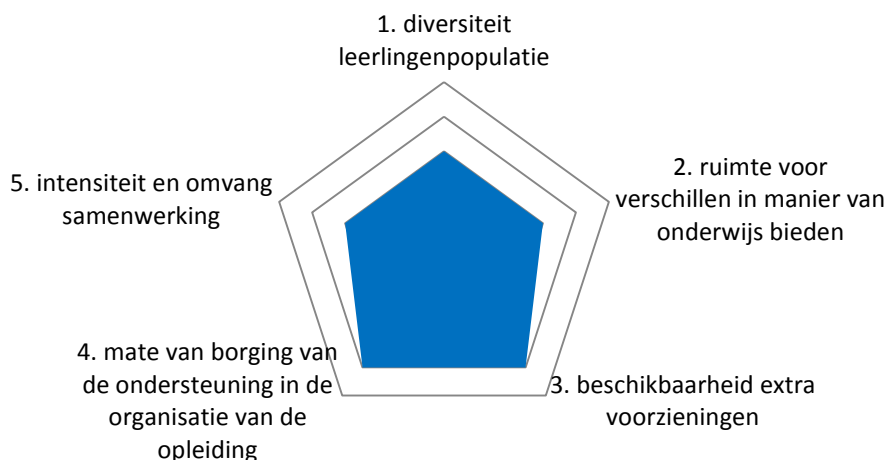 1. diversiteit
leerlingenpopulatie
2. ruimte voor
verschillen in manier van
onderwijs bieden
3. beschikbaarheid extra
voorzieningen
4. mate van borging van
de ondersteuning in de
organisatie van de
opleiding
5. intensiteit en omvang
samenwerking